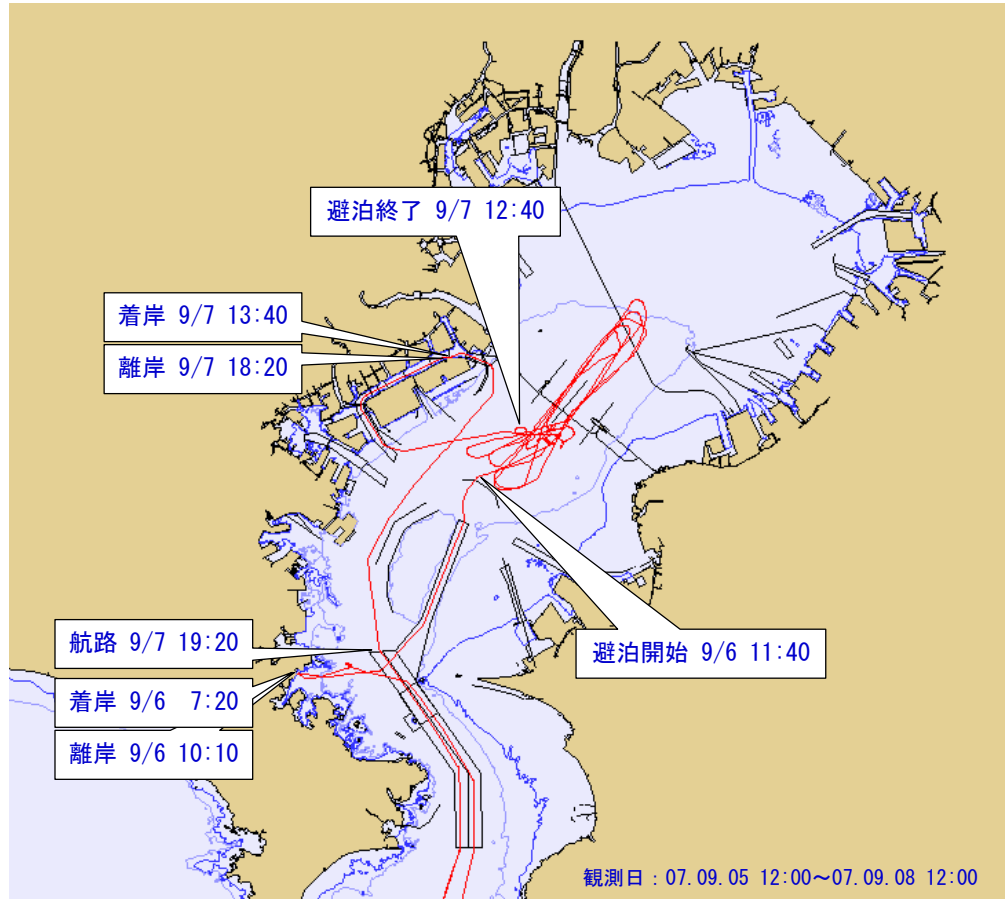 避泊終了 9/7 12:40
着岸 9/7 13:40
離岸 9/7 18:20
航路 9/7 19:20
避泊開始 9/6 11:40
着岸 9/6 7:20
離岸 9/6 10:10
観測日：07.09.05 12:00～07.09.08 12:00